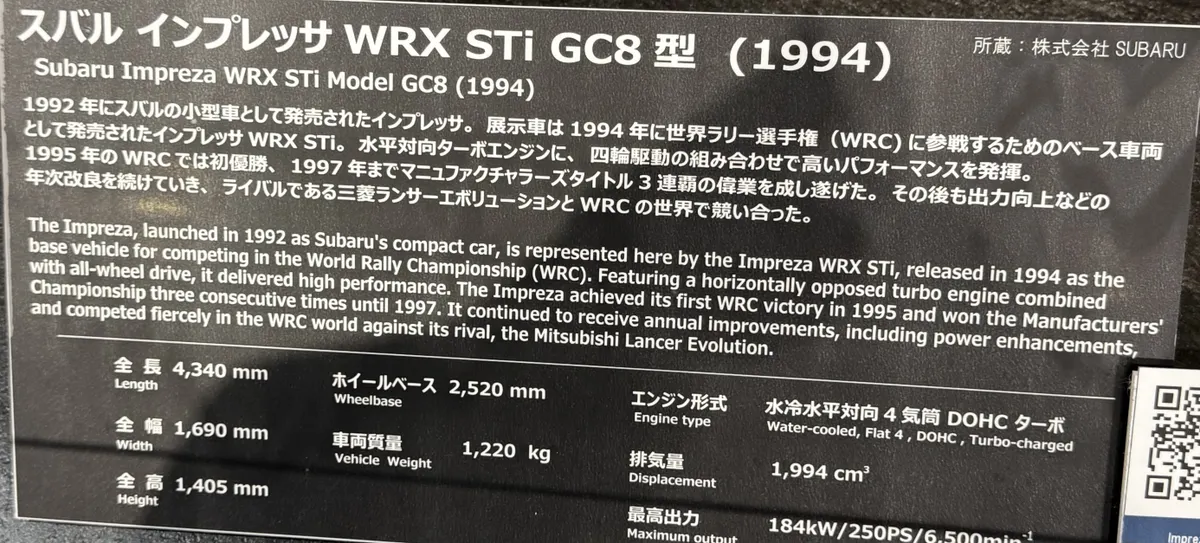 スバル インプレッサ WRX STi GC8 型 (1994)
所蔵：株式会社 SUBARU
Subaru Impreza WRX STi Model GC8 (1994)
1992 年にスバルの小型車として発売されたインプレッサ。展示車は 1994 年に世界ラリー選手権（WRC) に参戦するためのベース車両
として発売されたインプレッサ WRX STi。水平対向ターボエンジンに、四輪駆動の組み合わせで高いパフォーマンスを発揮。
1995 年の WRC では初優勝、1997 年までマニュファクチャラーズタイトル 3 連覇の偉業を成し遂げた。その後も出力向上などの
年次改良を続けていき、ライバルである三菱ランサーエボリューションと WRC の世界で競い合った。
The Impreza, launched in 1992 as Subaru's compact car, is represented here by the Impreza WRX STi, released in 1994 as the
base vehicle for competing in the World Rally Championship (WRC). Featuring a horizontally opposed turbo engine combined
with all-wheel drive, it delivered high performance. The Impreza achieved its first WRC victory in 1995 and won the Manufacturers'
Championship three consecutive times until 1997. It continued to receive annual improvements, including power enhancements,
and competed fiercely in the WRC world against its rival, the Mitsubishi Lancer Evolution.
全 長 4,340 mm
Length
全 幅 1,690 mm
Width
全 高 1,405 mm
Height
ホイールベース 2,520 mm
Wheelbase
車両質量 1,220 kg
Vehicle Weight
エンジン形式 水冷水平対向 4 気筒 DOHC ターボ
Engine type Water-cooled, Flat 4 , DOHC , Turbo-charged
排気量 1,994 cm³
Displacement
最高出力 184kW/250PS/6,500min⁻¹
Maximum output
Impre